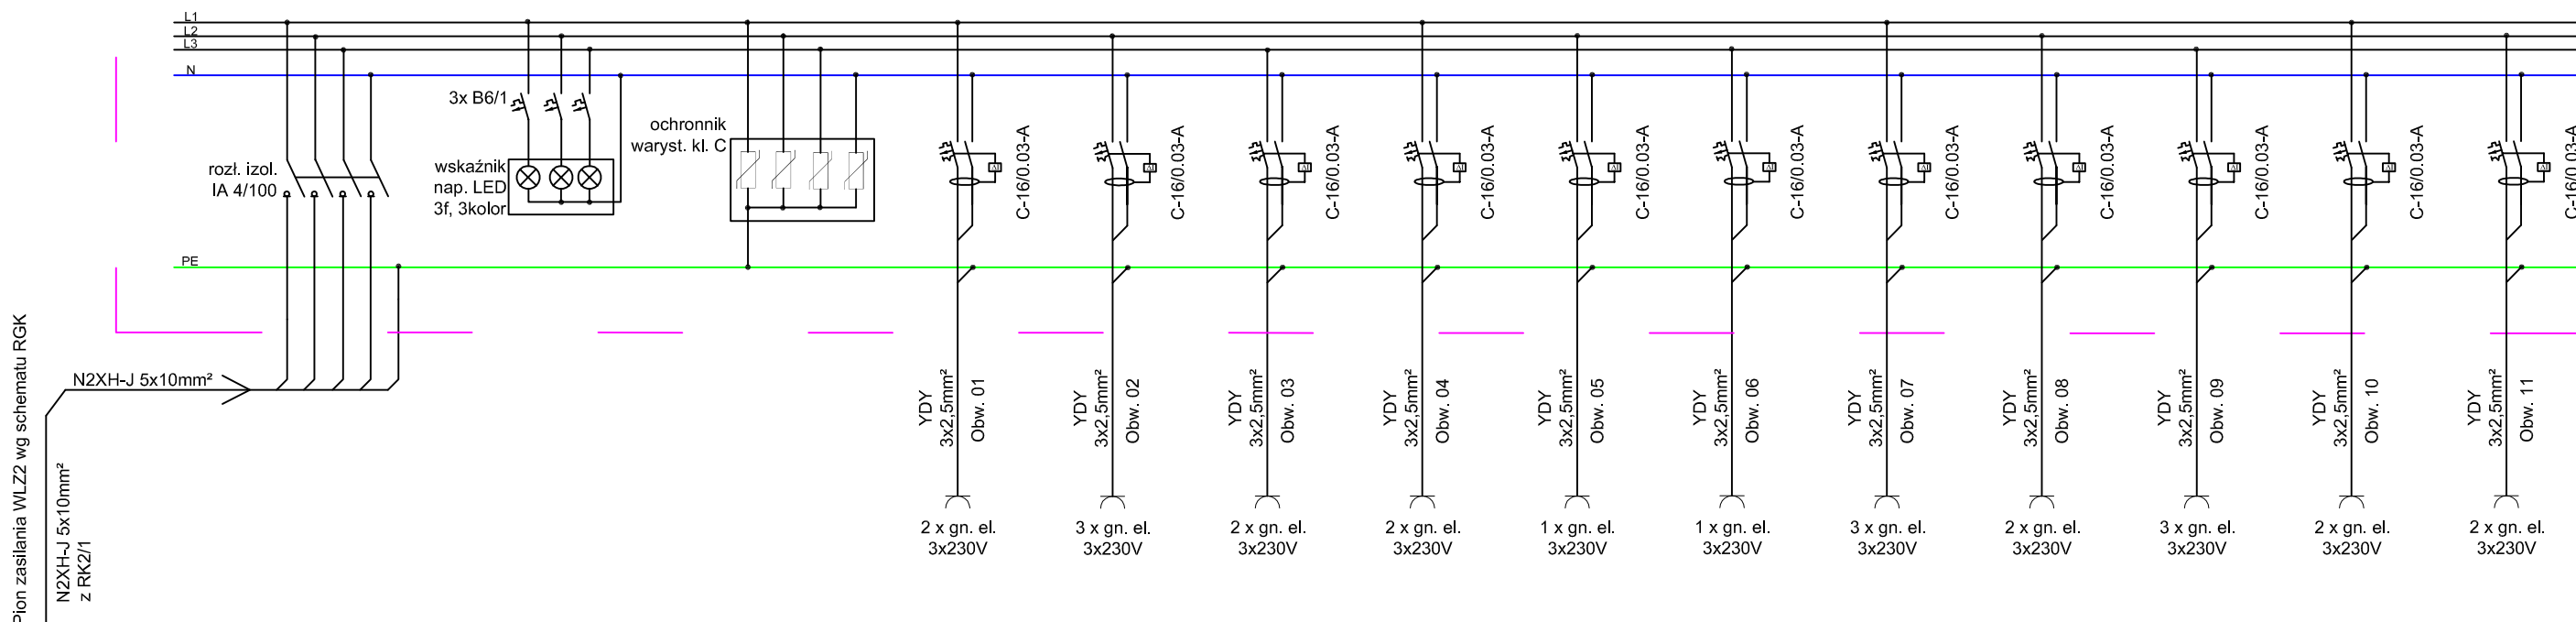 L1
L2
L3
N
PE
3x B6/1
rozł. izol.
IA 4/100
wskaźnik
nap. LED
3f, 3kolor
ochronnik
waryst. kl. C
C-16/0.03-A
C-16/0.03-A
C-16/0.03-A
C-16/0.03-A
C-16/0.03-A
C-16/0.03-A
C-16/0.03-A
C-16/0.03-A
C-16/0.03-A
C-16/0.03-A
C-16/0.03-A
Pion zasilania WLZ2 wg schematu RGK
N2XH-J 5x10mm²
N2XH-J 5x10mm²
z RK2/1
YDY
3x2,5mm²
Obw. 01
YDY
3x2,5mm²
Obw. 02
YDY
3x2,5mm²
Obw. 03
YDY
3x2,5mm²
Obw. 04
YDY
3x2,5mm²
Obw. 05
YDY
3x2,5mm²
Obw. 06
YDY
3x2,5mm²
Obw. 07
YDY
3x2,5mm²
Obw. 08
YDY
3x2,5mm²
Obw. 09
YDY
3x2,5mm²
Obw. 10
YDY
3x2,5mm²
Obw. 11
2 x gn. el.
3x230V
3 x gn. el.
3x230V
2 x gn. el.
3x230V
2 x gn. el.
3x230V
1 x gn. el.
3x230V
1 x gn. el.
3x230V
3 x gn. el.
3x230V
2 x gn. el.
3x230V
3 x gn. el.
3x230V
2 x gn. el.
3x230V
2 x gn. el.
3x230V